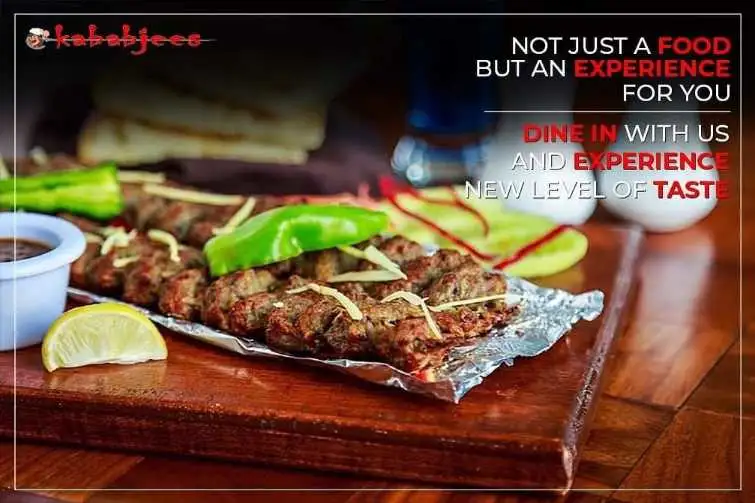 kababjees
NOT JUST A FOOD
BUT AN EXPERIENCE
FOR YOU
DINE IN WITH US
AND EXPERIENCE
NEW LEVEL OF TASTE